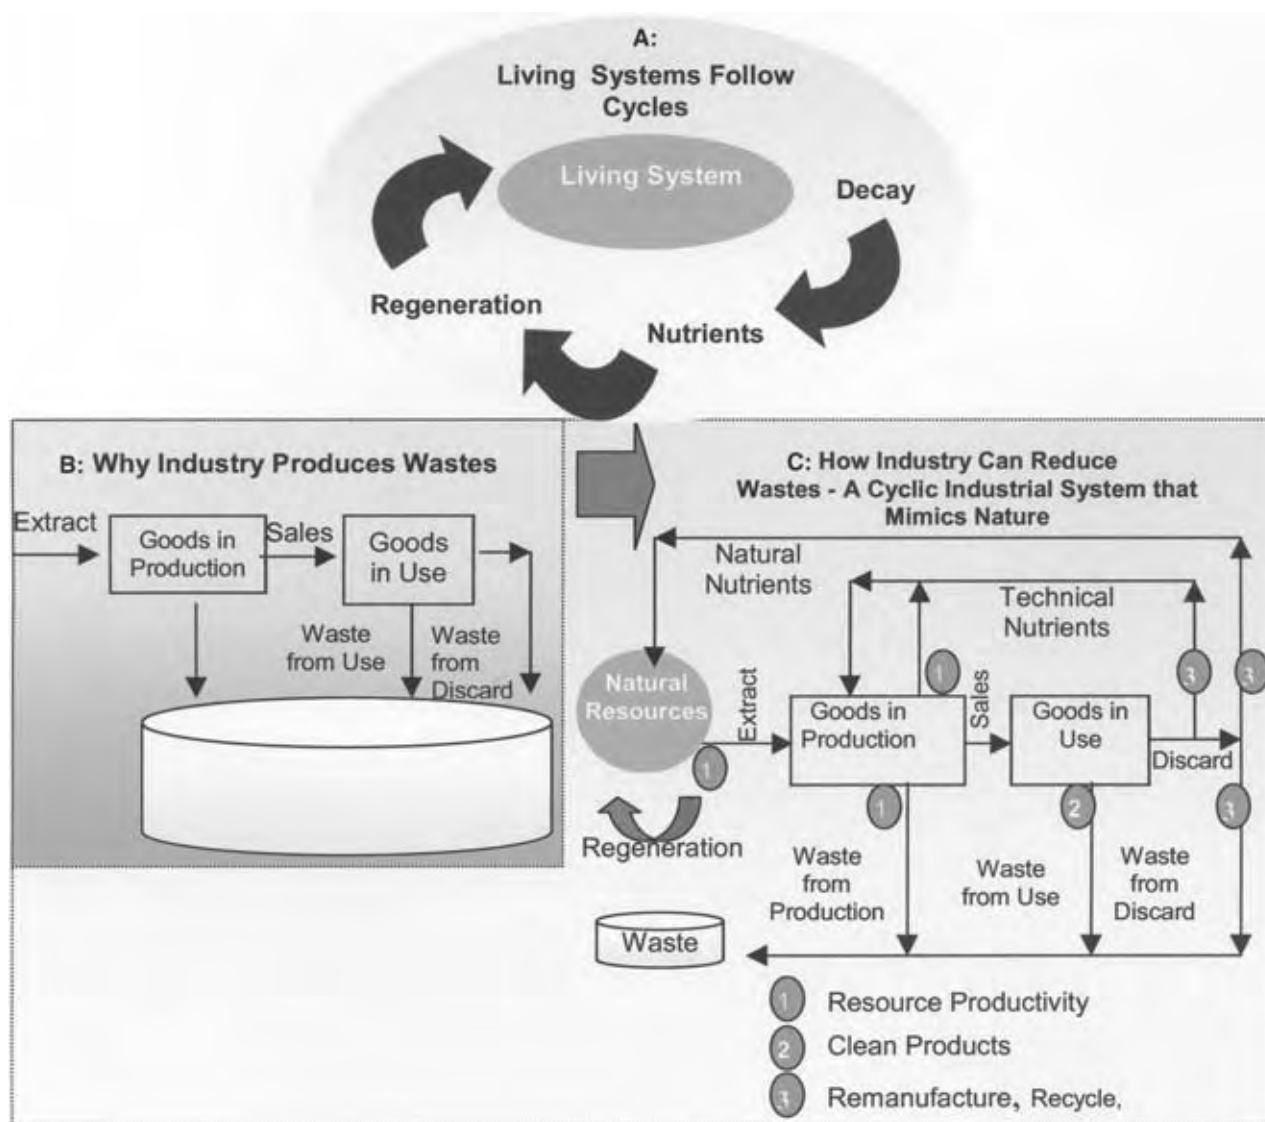 A:
Living Systems Follow
Cycles
Living System
Decay
Regeneration
Nutrients
B: Why Industry Produces Wastes
Extract
Goods in
Production
Sales
Goods
in Use
Waste
from Use
Waste
from
Discard
C: How Industry Can Reduce
Wastes - A Cyclic Industrial System that
Mimics Nature
Natural
Nutrients
Technical
Nutrients
Natural
Resources
1
Extract
Goods in
Production
1
1
Sales
Goods in
Use
2
3
3
Discard
3
Regeneration
Waste
from
Production
Waste
from Use
Waste
from
Discard
Waste
1 Resource Productivity
2 Clean Products
3 Remanufacture, Recycle,